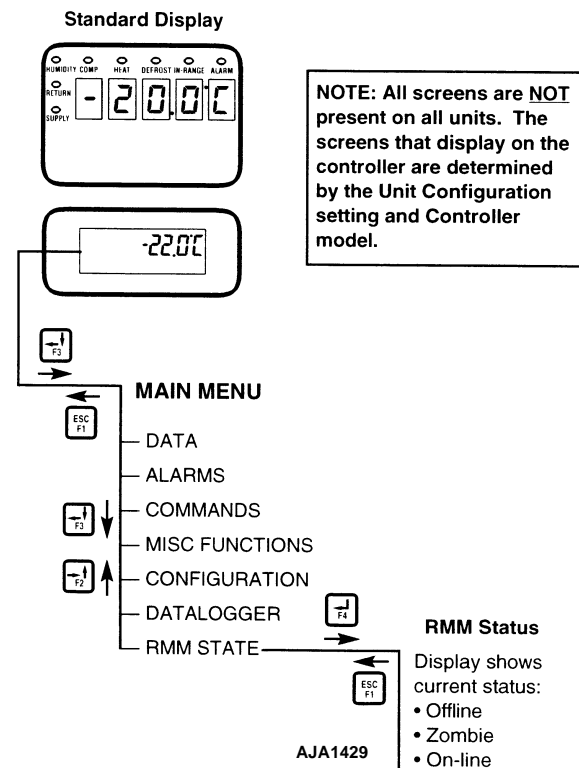 Standard Display
HUMIDITY COMP HEAT DEFROST IN-RANGE ALARM
RETURN
SUPPLY
-20.0°C
NOTE: All screens are NOT
present on all units. The
screens that display on the
controller are determined
by the Unit Configuration
setting and Controller
model.
-22.0°C
F3
MAIN MENU
ESC
F1
DATA
ALARMS
COMMANDS
F3
MISC FUNCTIONS
F2
CONFIGURATION
DATALOGGER
F4
RMM STATE
RMM Status
ESC
F1
Display shows
current status:
• Offline
• Zombie
• On-line
AJA1429